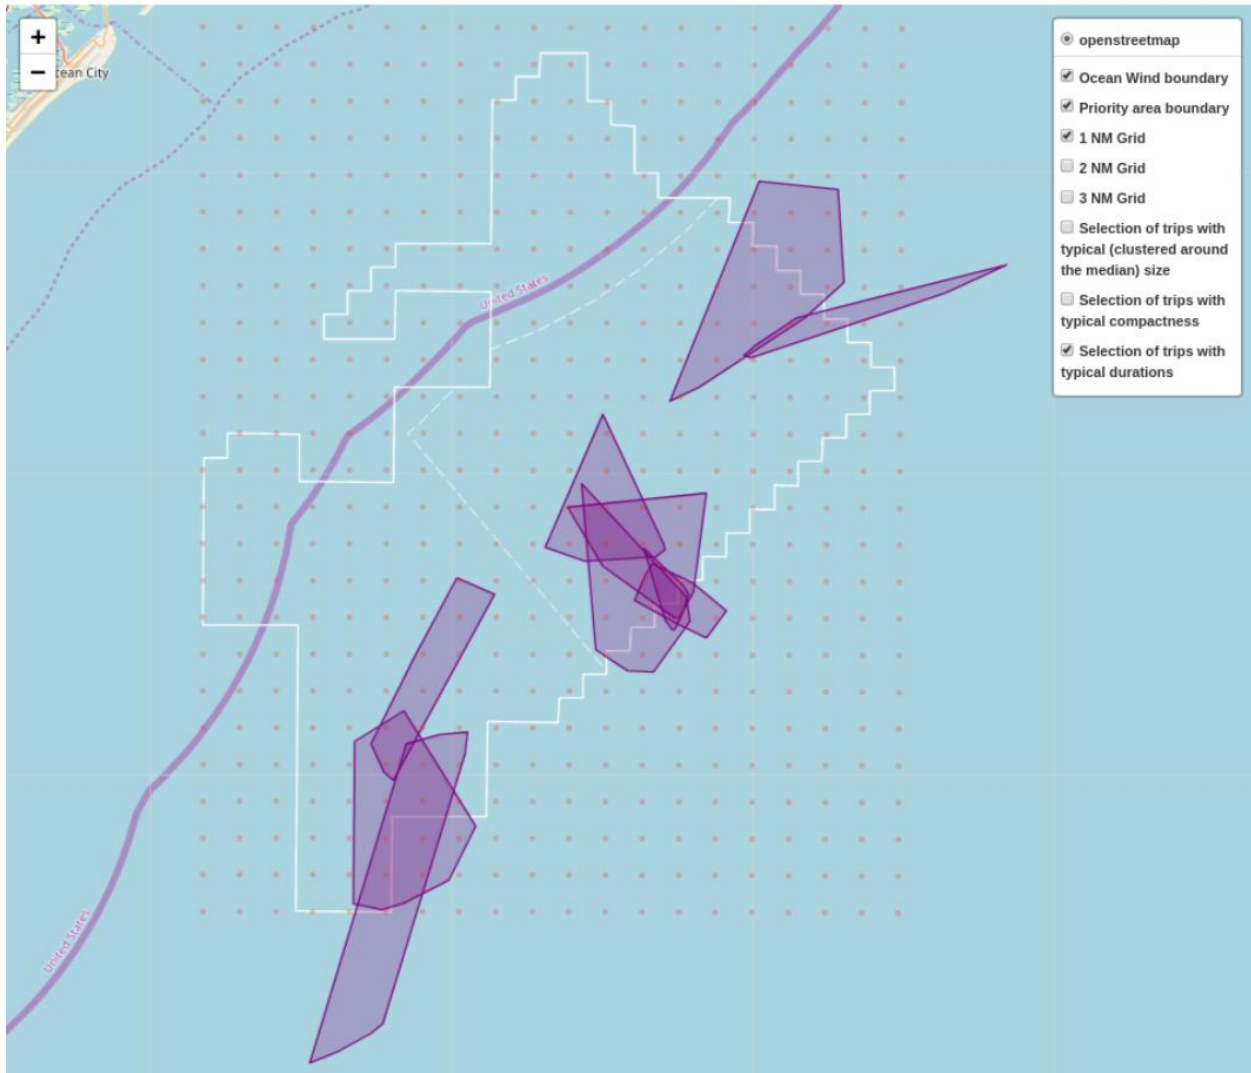 +
−
cean City
United States
United States
openstreetmap
Ocean Wind boundary
Priority area boundary
1 NM Grid
2 NM Grid
3 NM Grid
Selection of trips with
typical (clustered around
the median) size
Selection of trips with
typical compactness
Selection of trips with
typical durations